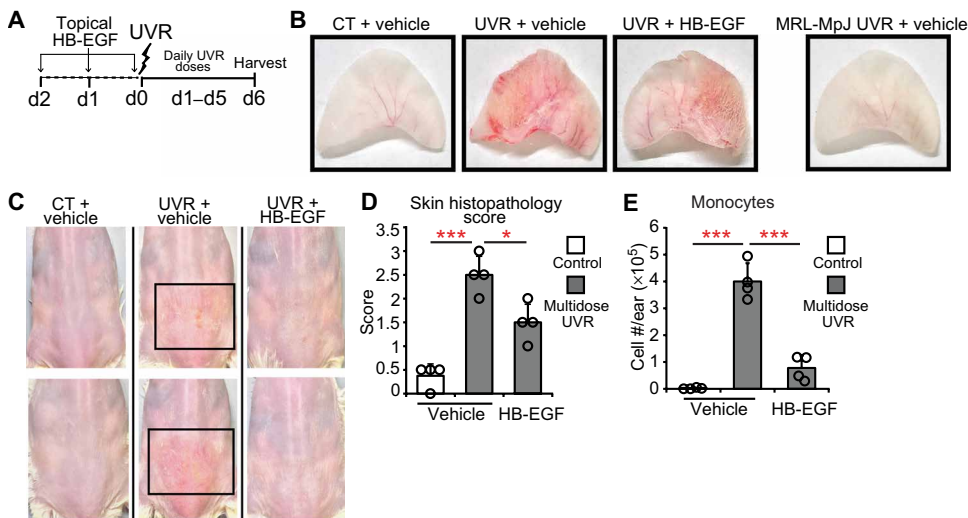 A
Topical
HB-EGF
UVR
Daily UVR
doses
Harvest
d2
d1
d0
d1–d5
d6
B
CT + vehicle
UVR + vehicle
UVR + HB-EGF
MRL-MpJ UVR + vehicle
C
CT +
vehicle
UVR +
vehicle
UVR +
HB-EGF
D
Skin histopathology
score
***
*
3.5
3
2.5
2
1.5
1
0.5
0
Score
Vehicle
HB-EGF
Control
Multidose
UVR
E
Monocytes
***
***
6
5
4
3
2
1
0
Cell #/ear (×10⁵)
Vehicle
HB-EGF
Control
Multidose
UVR